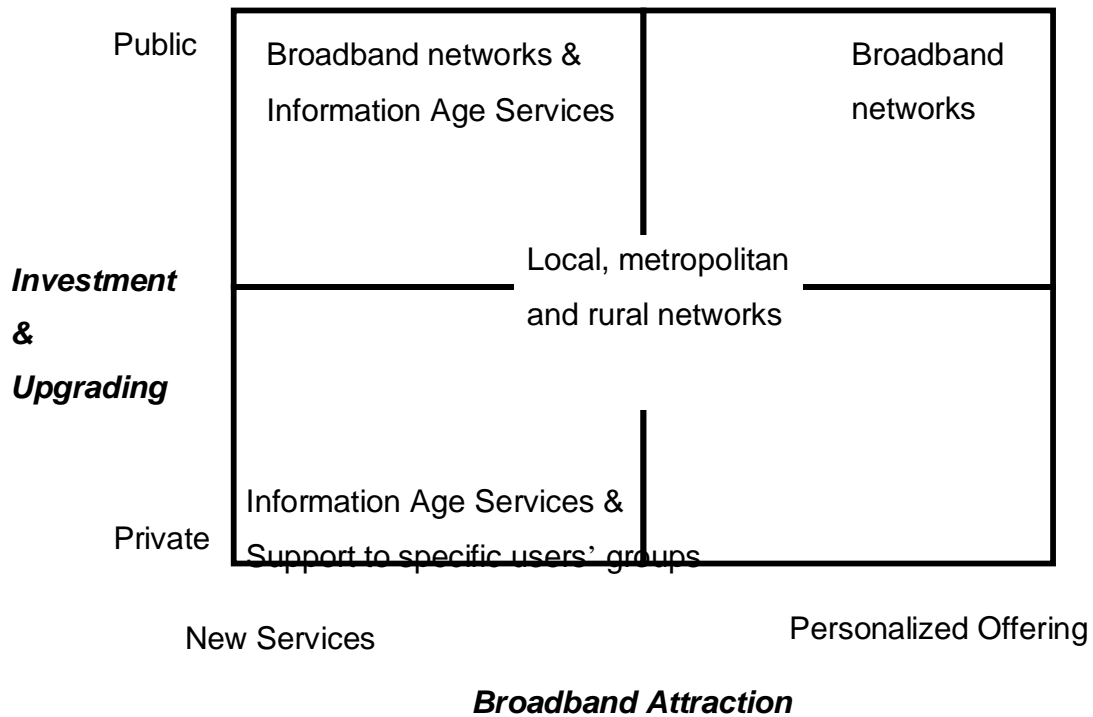 Public
Broadband networks &
Information Age Services
Broadband
networks
Investment
&
Upgrading
Local, metropolitan
and rural networks
Private
Information Age Services &
Support to specific users’ groups
New Services
Personalized Offering
Broadband Attraction